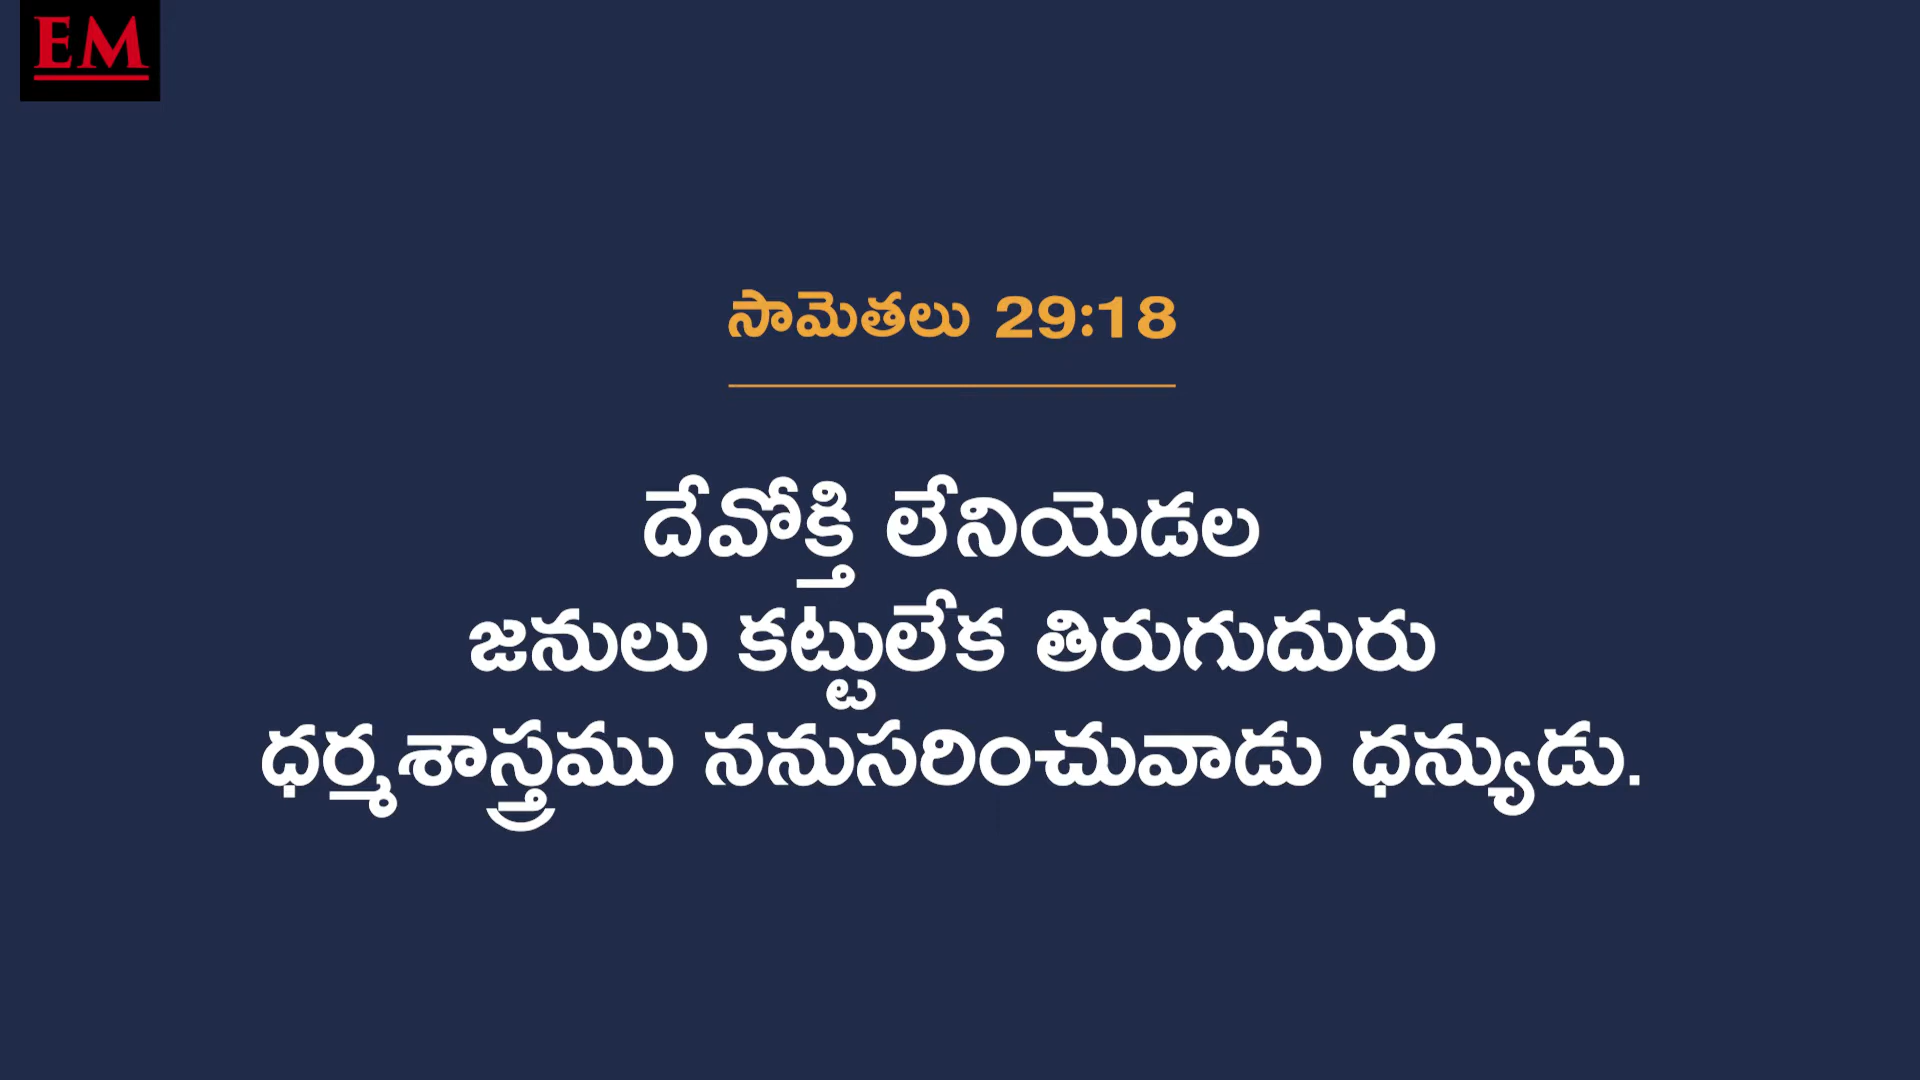 EM
సామెతలు 29:18
దేవోక్తి లేనియెడల
జనులు కట్టులేక తిరుగుదురు
ధర్మశాస్త్రము ననుసరించువాడు ధన్యుడు.